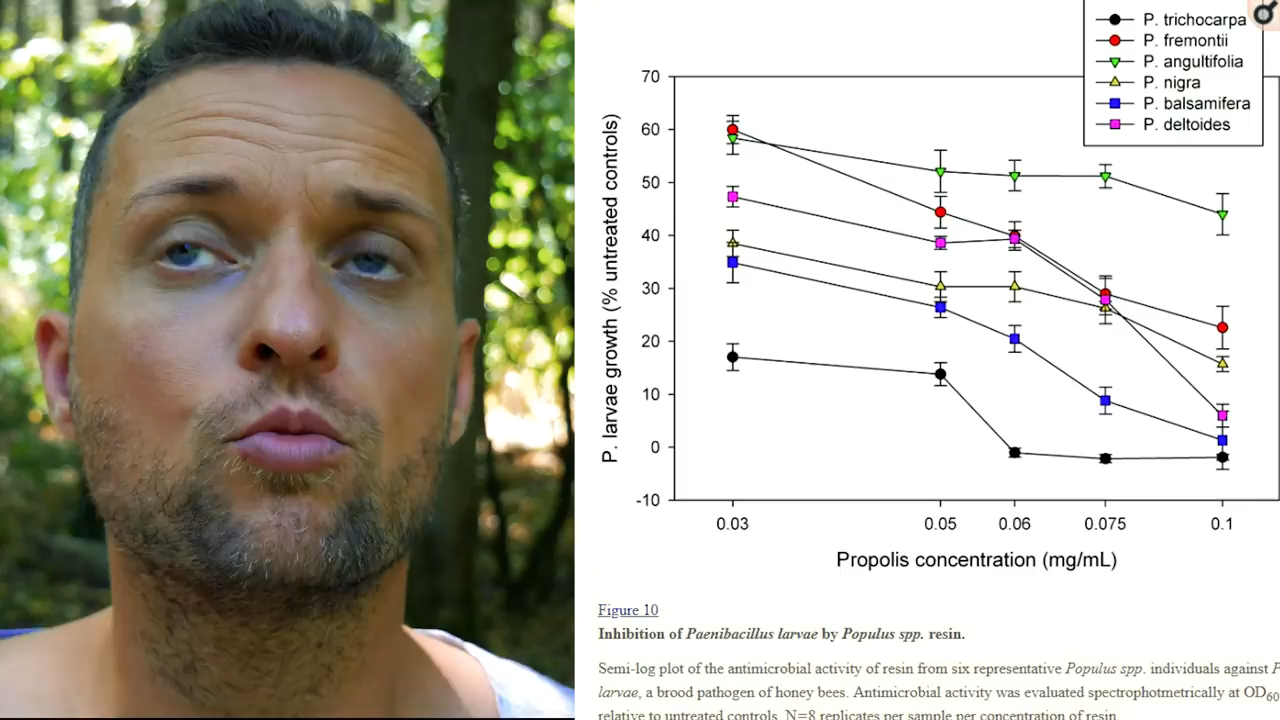 P. trichocarpa
P. fremontii
P. angultifolia
P. nigra
P. balsamifera
P. deltoides
70
60
50
40
30
20
10
0
-10
P. larvae growth (% untreated controls)
0.03 0.05 0.06 0.075 0.1
Propolis concentration (mg/mL)
Figure 10
Inhibition of Paenibacillus larvae by Populus spp. resin.
Semi-log plot of the antimicrobial activity of resin from six representative Populus spp. individuals against P
larvae, a brood pathogen of honey bees. Antimicrobial activity was evaluated spectrophotmetrically at OD60
relative to untreated controls. N=8 replicates per sample per concentration of resin.